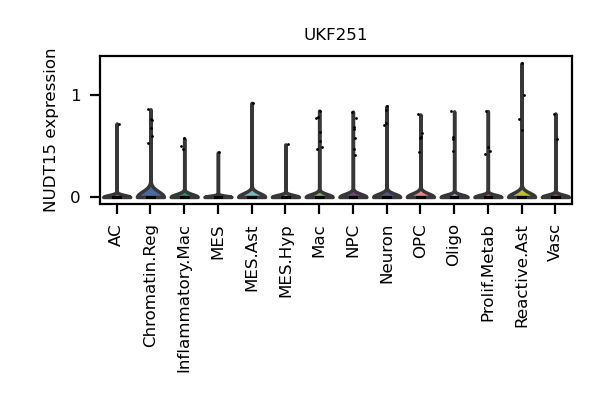 UKF251
NUDT15 expression
1
0
AC
Chromatin.Reg
Inflammatory.Mac
MES
MES.Ast
MES.Hyp
Mac
NPC
Neuron
OPC
Oligo
Prolif.Metab
Reactive.Ast
Vasc